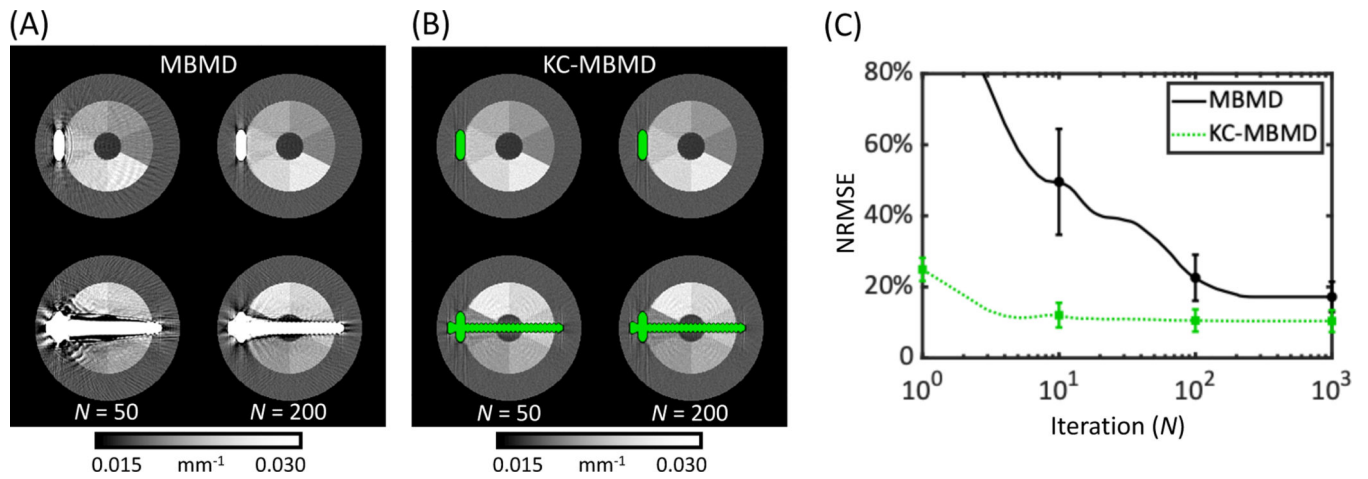 (A)
MBMD
N = 50
N = 200
0.015 mm⁻¹ 0.030
(B)
KC-MBMD
N = 50
N = 200
0.015 mm⁻¹ 0.030
(C)
NRMSE
80%
60%
40%
20%
0
MBMD
KC-MBMD
10⁰
10¹
10²
10³
Iteration (N)